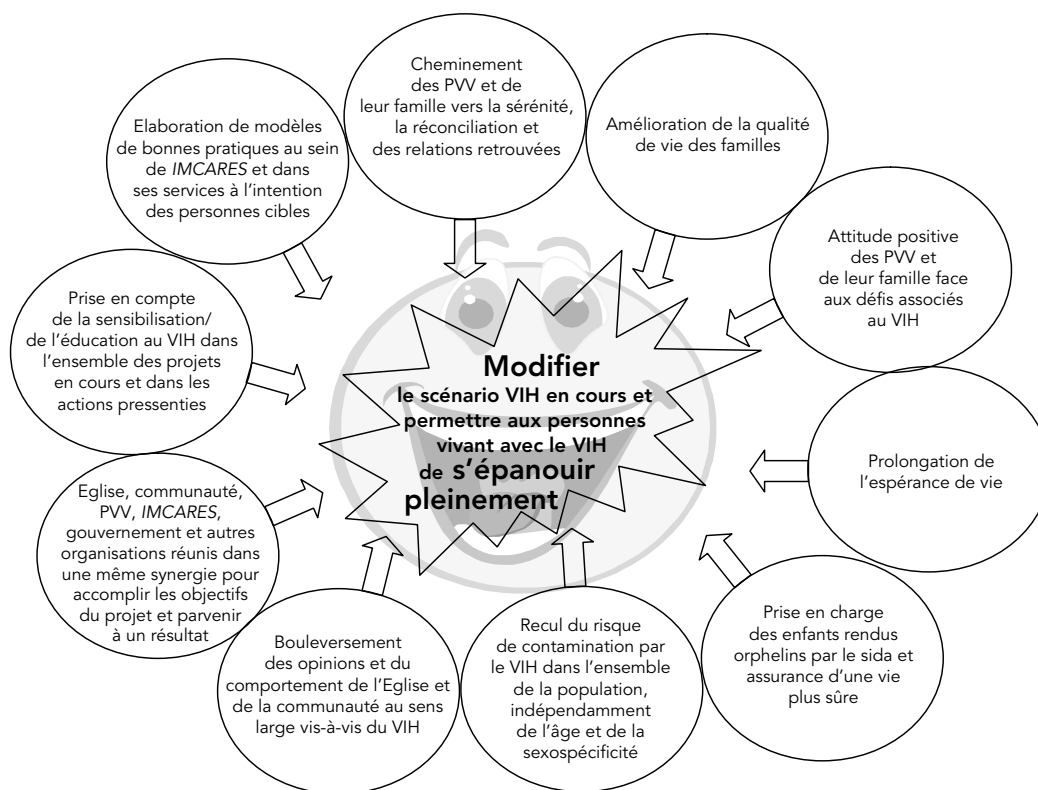 Cheminement
des PVV et de
leur famille vers la sérénité,
la réconciliation et
des relations retrouvées
Amélioration de la qualité
de vie des familles
Attitude positive
des PVV et
de leur famille face
aux défis associés
au VIH
Prolongation de
l'espérance de vie
Prise en charge
des enfants rendus
orphelins par le sida et
assurance d'une vie
plus sûre
Recul du risque
de contamination par
le VIH dans l'ensemble
de la population,
indépendamment
de l'âge et de la
sexospécificité
Bouleversement
des opinions et du
comportement de l'Eglise et
de la communauté au sens
large vis-à-vis du VIH
Eglise, communauté,
PVV, IMCARES,
gouvernement et autres
organisations réunis dans
une même synergie pour
accomplir les objectifs
du projet et parvenir
à un résultat
Prise en compte
de la sensibilisation/
de l'éducation au VIH dans
l'ensemble des projets
en cours et dans les
actions pressenties
Elaboration de modèles
de bonnes pratiques au sein
de IMCARES et dans
ses services à l'intention
des personnes cibles
Modifier
le scénario VIH en cours et
permettre aux personnes
vivant avec le VIH
de s'épanouir
pleinement